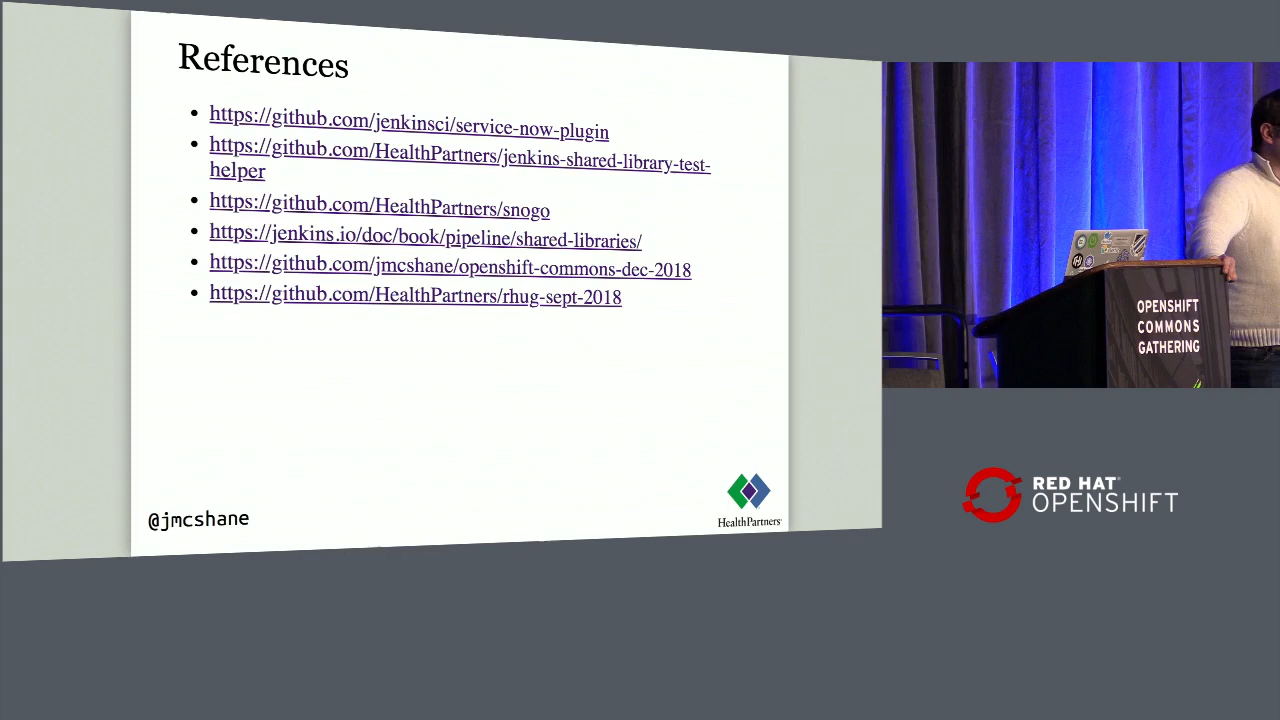 References
https://github.com/jenkinsci/service-now-plugin
https://github.com/HealthPartners/jenkins-shared-library-test-
helper
https://github.com/HealthPartners/snogo
https://jenkins.io/doc/book/pipeline/shared-libraries/
https://github.com/jmcshane/openshift-commons-dec-2018
https://github.com/HealthPartners/rhug-sept-2018
@jmcshane
HealthPartners
OPENSHIFT
COMMONS
GATHERING
RED HAT
OPENSHIFT